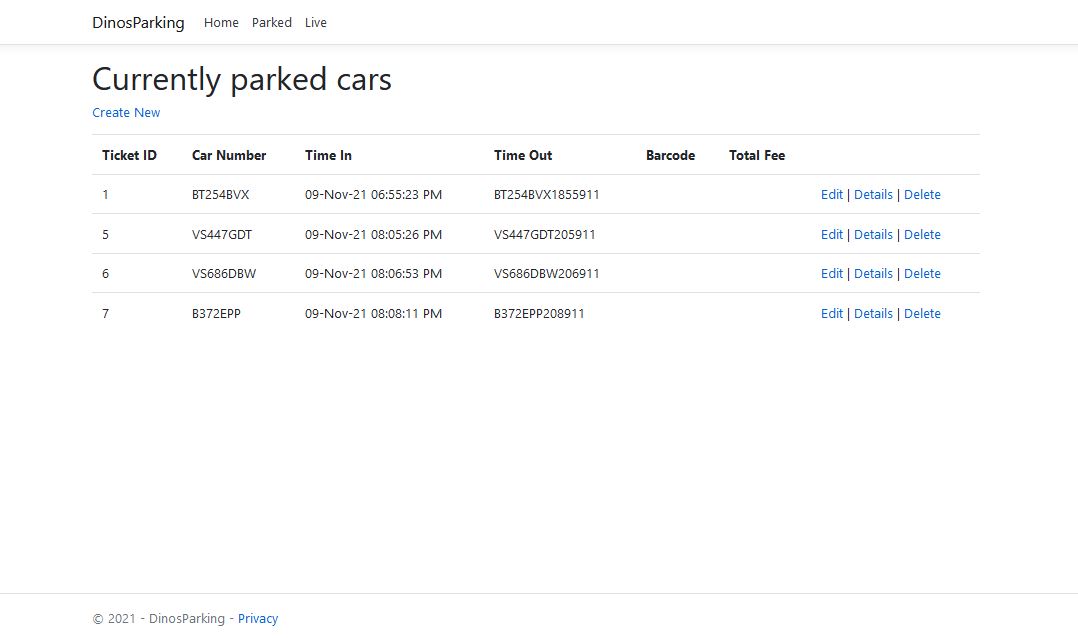 DinosParking Home Parked Live
Currently parked cars
Create New
Ticket ID Car Number Time In Time Out Barcode Total Fee
1 BT254BVX 09-Nov-21 06:55:23 PM BT254BVX1855911 Edit | Details | Delete
5 VS447GDT 09-Nov-21 08:05:26 PM VS447GDT205911 Edit | Details | Delete
6 VS686DBW 09-Nov-21 08:06:53 PM VS686DBW206911 Edit | Details | Delete
7 B372EPP 09-Nov-21 08:08:11 PM B372EPP208911 Edit | Details | Delete
© 2021 - DinosParking - Privacy